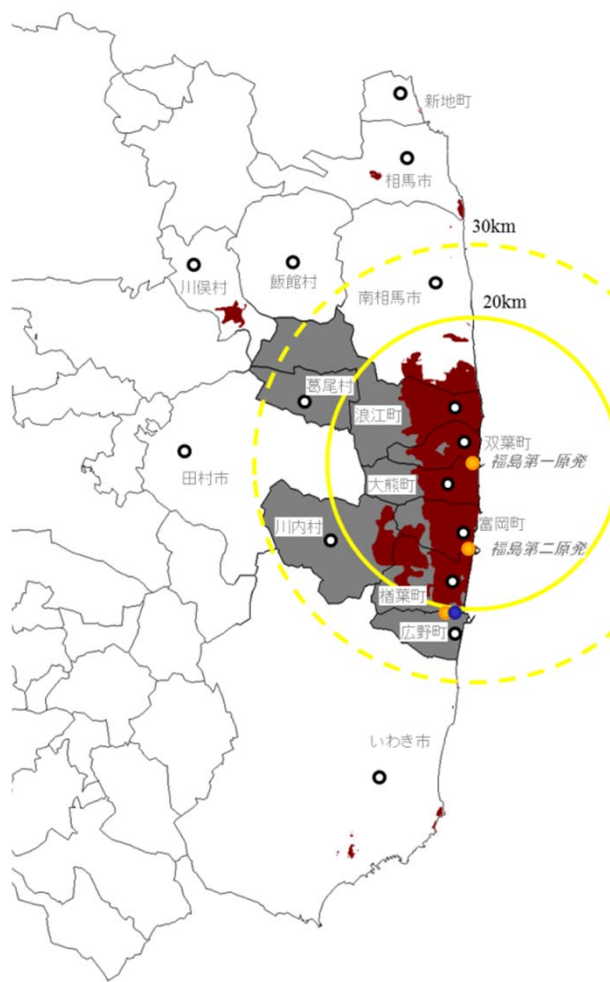 新地町
相馬市
30km
川俣村
飯館村
南相馬市
20km
葛尾村
浪江町
双葉町
福島第一原発
田村市
大熊町
川内村
富岡町
福島第二原発
楢葉町
広野町
いわき市